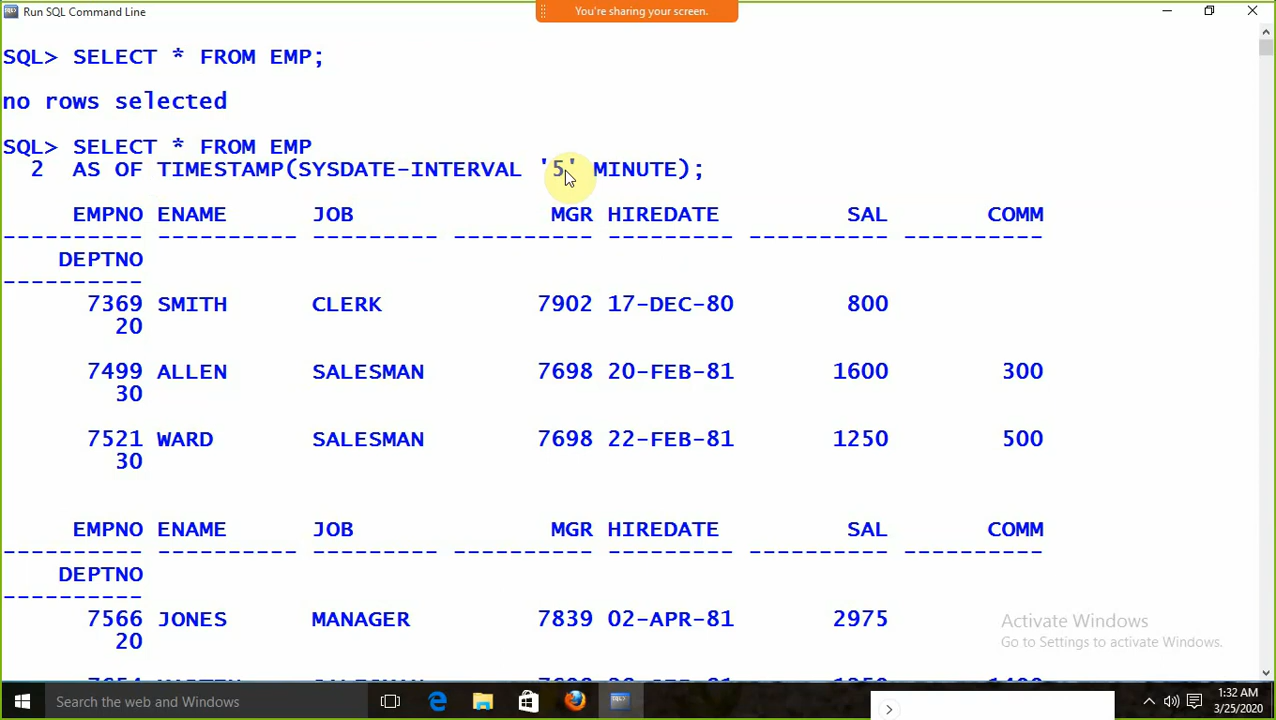 Run SQL Command Line
You're sharing your screen.
SQL> SELECT * FROM EMP;
no rows selected
SQL> SELECT * FROM EMP
2 AS OF TIMESTAMP(SYSDATE-INTERVAL '5' MINUTE);
EMPNO ENAME JOB MGR HIREDATE SAL COMM
---------- ---------- --------- ---------- --------- ---------- ----------
DEPTNO
----------
7369 SMITH CLERK 7902 17-DEC-80 800
20
7499 ALLEN SALESMAN 7698 20-FEB-81 1600 300
30
7521 WARD SALESMAN 7698 22-FEB-81 1250 500
30
EMPNO ENAME JOB MGR HIREDATE SAL COMM
---------- ---------- --------- ---------- --------- ---------- ----------
DEPTNO
----------
7566 JONES MANAGER 7839 02-APR-81 2975
20
Activate Windows
Go to Settings to activate Windows.
Search the web and Windows
1:32 AM
3/25/2020